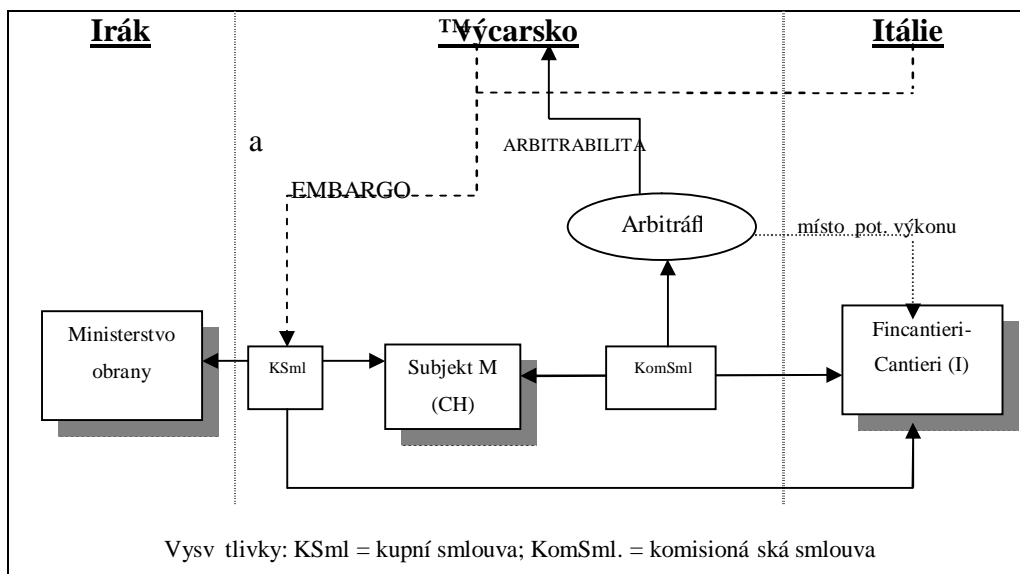 Irák
™výcarsko
Itálie
a
ARBITRABILITA
EMBARGO
Arbitráfl
místo pot. výkonu
Ministerstvo
obrany
KSml
Subjekt M
(CH)
KomSml
Fincantieri-
Cantieri (I)
Vysv tlivky: KSml = kupní smlouva; KomSml. = komisioná ská smlouva